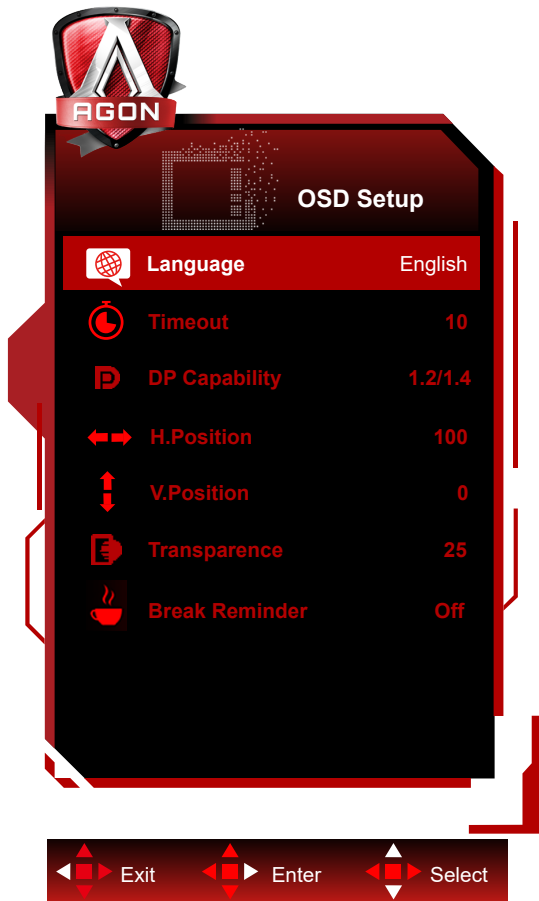 AGON
OSD Setup
Language English
Timeout 10
DP Capability 1.2/1.4
H.Position 100
V.Position 0
Transparence 25
Break Reminder Off
Exit Enter Select